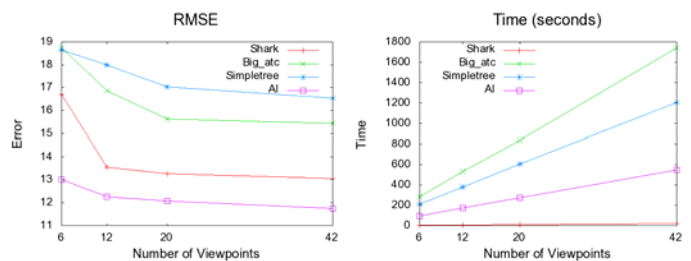 RMSE
19
18
17
16
15
14
13
12
11
Error
Shark
Big_atc
Simpletree
Al
6
12
20
42
Number of Viewpoints
Time (seconds)
1800
1600
1400
1200
1000
800
600
400
200
0
Time
Shark
Big_atc
Simpletree
Al
6
12
20
42
Number of Viewpoints